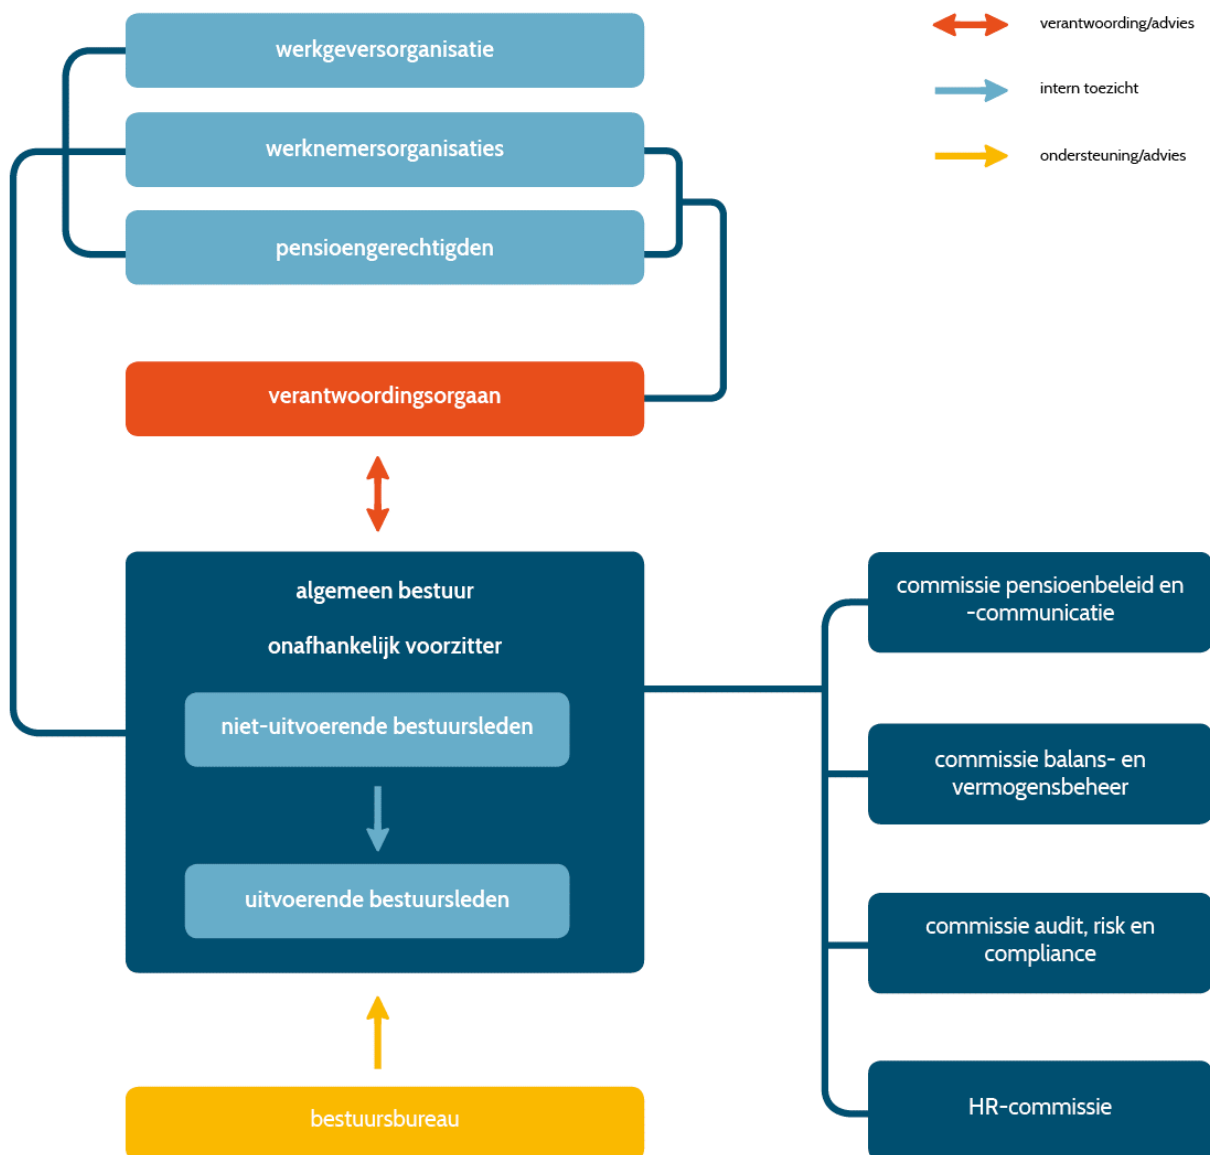 werkgeversorganisatie
werknemersorganisaties
pensioengerechtigden
verantwoordingsorgaan
algemeen bestuur
onafhankelijk voorzitter
niet-uitvoerende bestuursleden
uitvoerende bestuursleden
bestuursbureau
verantwoording/advies
intern toezicht
ondersteuning/advies
commissie pensioenbeleid en
-communicatie
commissie balans- en
vermogensbeheer
commissie audit, risk en
compliance
HR-commissie